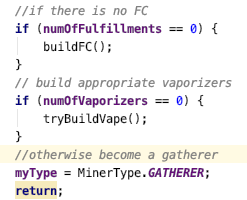 //if there is no FC
if (numOfFulfillments == 0) {
    buildFC();
}
// build appropriate vaporizers
if (numOfVaporizers == 0) {
    tryBuildVape();
}
//otherwise become a gatherer
myType = MinerType.GATHERER;
return;